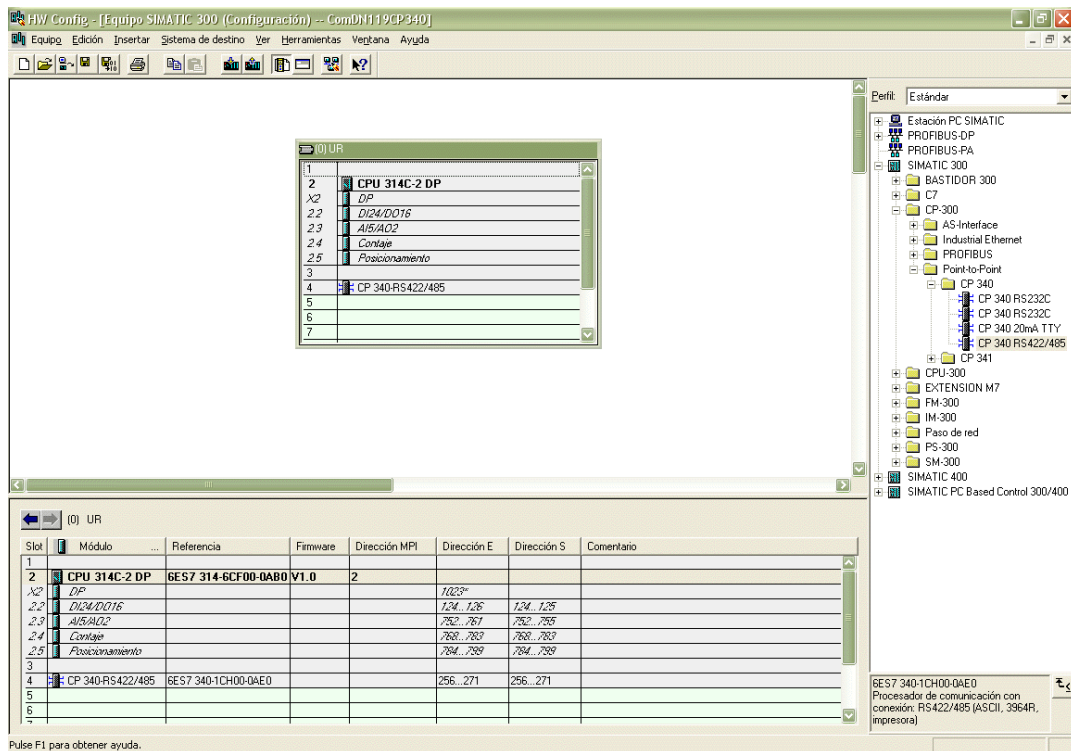 HW Config - [Equipo SIMATIC 300 (Configuración) -- ComDN119CP340]
Equipo Edición Insertar Sistema de destino Ver Herramientas Ventana Ayuda
(0) UR
1
2 CPU 314C-2 DP
X2 DP
2.2 DI24/DO16
2.3 AI5/AO2
2.4 Contaje
2.5 Posicionamiento
3
4 CP 340-RS422/485
5
6
7
Perfil: Estándar
Estación PC SIMATIC
PROFIBUS-DP
PROFIBUS-PA
SIMATIC 300
BASTIDOR 300
C7
CP-300
AS-Interface
Industrial Ethernet
PROFIBUS
Point-to-Point
CP 340
CP 340 RS232C
CP 340 RS232C
CP 340 20mA TTY
CP 340 RS422/485
CP 341
CPU-300
EXTENSION M7
FM-300
IM-300
Paso de red
PS-300
SM-300
SIMATIC 400
SIMATIC PC Based Control 300/400
(0) UR
Slot Módulo ... Referencia Firmware Dirección MPI Dirección E Dirección S Comentario
1
2 CPU 314C-2 DP 6ES7 314-6CF00-0AB0 V1.0 2
X2 DP 1023*
2.2 DI24/DO16 124...126 124...125
2.3 AI5/AO2 752...761 752...755
2.4 Contaje 768...783 768...783
2.5 Posicionamiento 784...799 784...799
3
4 CP 340-RS422/485 6ES7 340-1CH00-0AE0 256...271 256...271
5
6
7
6ES7 340-1CH00-0AE0
Procesador de comunicación con
conexión: RS422/485 (ASCII, 3964R,
impresora)
Pulse F1 para obtener ayuda.